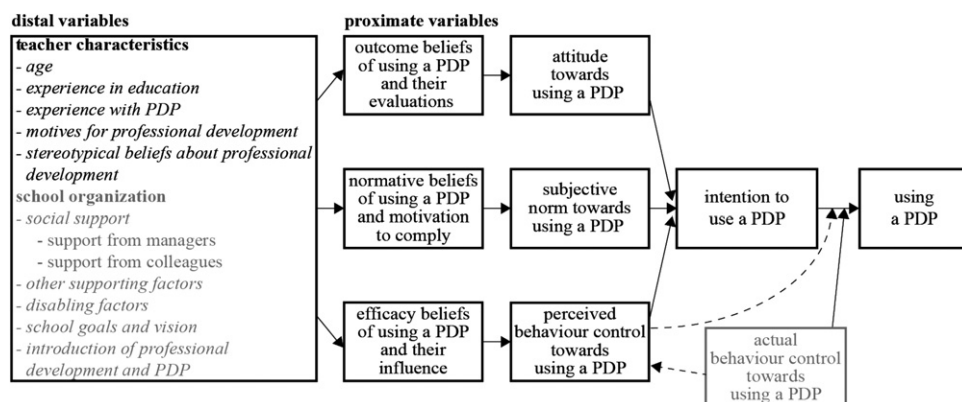 distal variables
proximate variables
teacher characteristics
- age
- experience in education
- experience with PDP
- motives for professional development
- stereotypical beliefs about professional
development
school organization
- social support
- support from managers
- support from colleagues
- other supporting factors
- disabling factors
- school goals and vision
- introduction of professional
development and PDP
outcome beliefs
of using a PDP
and their
evaluations
attitude
towards
using a PDP
normative beliefs
of using a PDP
and motivation
to comply
subjective
norm towards
using a PDP
efficacy beliefs
of using a PDP
and their
influence
perceived
behaviour control
towards
using a PDP
intention to
use a PDP
using
a PDP
actual
behaviour control
towards
using a PDP